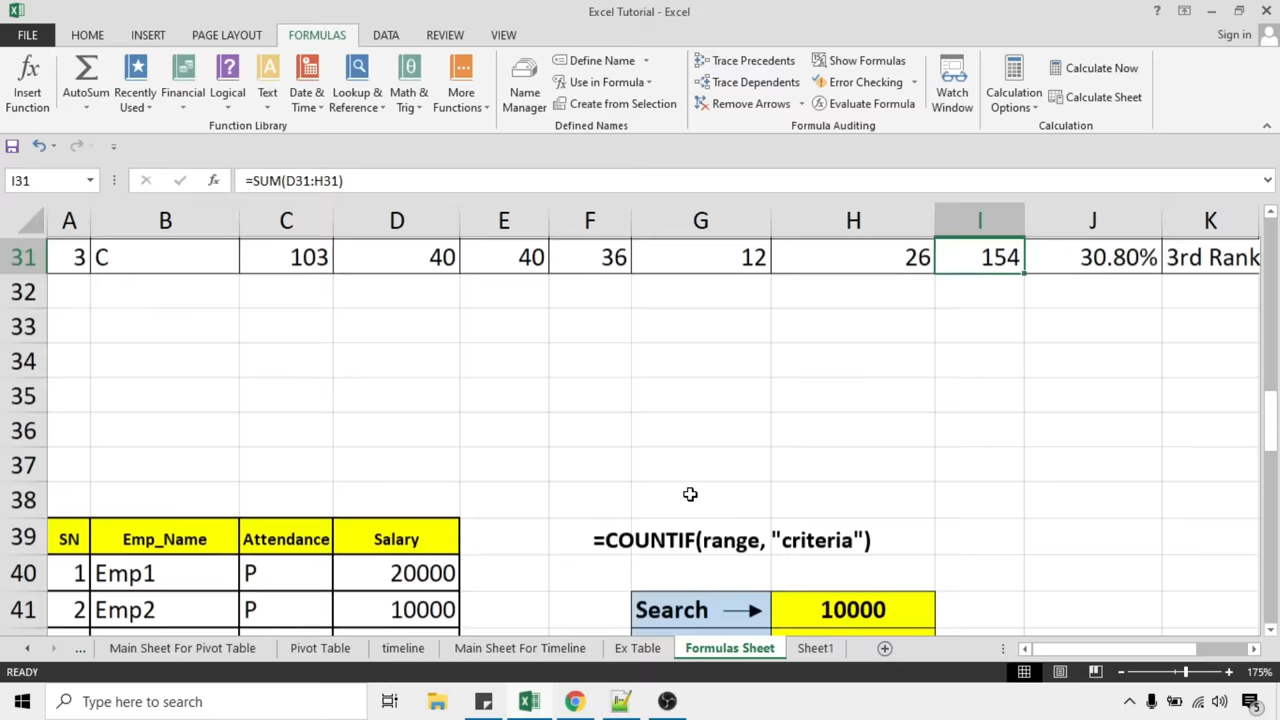 Excel Tutorial - Excel
?
FILE HOME INSERT PAGE LAYOUT FORMULAS DATA REVIEW VIEW Sign in
Insert Function
AutoSum
Recently Used
Financial
Logical
Text
Date & Time
Lookup & Reference
Math & Trig
More Functions
Function Library
Name Manager
Define Name
Use in Formula
Create from Selection
Defined Names
Trace Precedents
Trace Dependents
Remove Arrows
Show Formulas
Error Checking
Evaluate Formula
Formula Auditing
Watch Window
Calculation Options
Calculate Now
Calculate Sheet
Calculation
I31 fx =SUM(D31:H31)
A B C D E F G H I J K
31 3 C 103 40 40 36 12 26 154 30.80% 3rd Rank
32
33
34
35
36
37
38
39 SN Emp_Name Attendance Salary =COUNTIF(range, "criteria")
40 1 Emp1 P 20000
41 2 Emp2 P 10000 Search 10000
... Main Sheet For Pivot Table Pivot Table timeline Main Sheet For Timeline Ex Table Formulas Sheet Sheet1
READY 175%
Type here to search 5